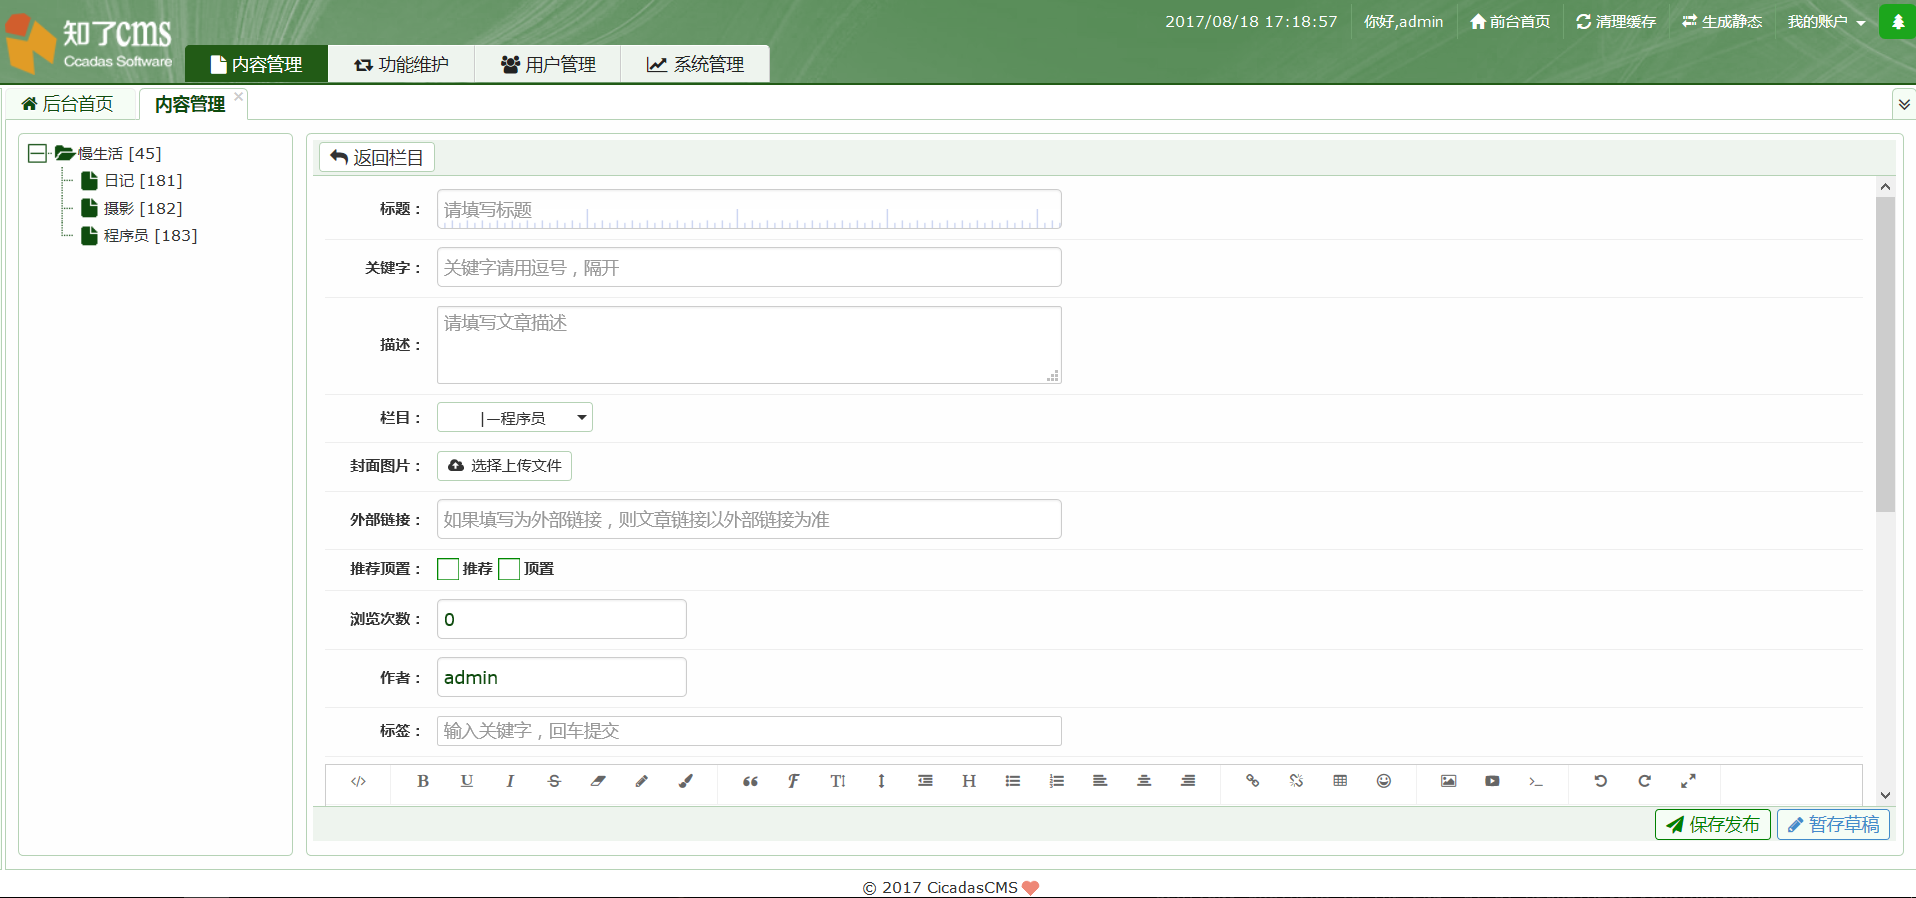 知了cms
Cicadas Software
2017/08/18 17:18:57 你好,admin 前台首页 清理缓存 生成静态 我的账户
内容管理 功能维护 用户管理 系统管理
后台首页 内容管理
慢生活 [45]
日记 [181]
摄影 [182]
程序员 [183]
返回栏目
标题： 请填写标题
关键字： 关键字请用逗号，隔开
描述： 请填写文章描述
栏目： |—程序员
封面图片： 选择上传文件
外部链接： 如果填写为外部链接，则文章链接以外部链接为准
推荐顶置： 推荐 顶置
浏览次数： 0
作者： admin
标签： 输入关键字，回车提交
保存发布 暂存草稿
© 2017 CicadasCMS